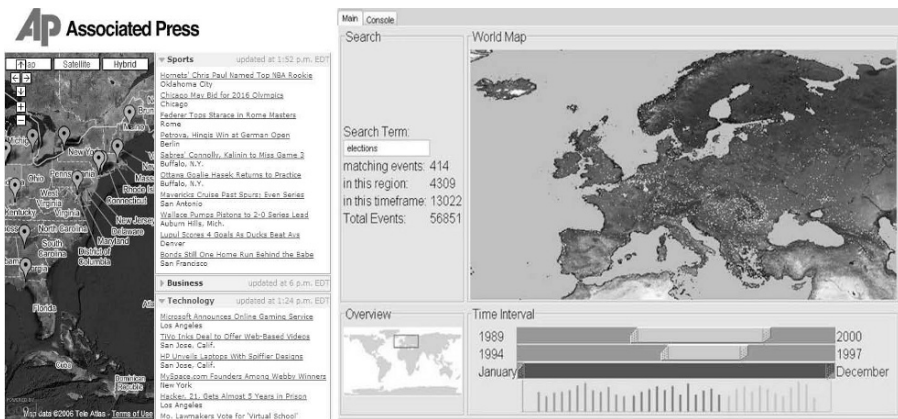 AP Associated Press
Map
Satellite
Hybrid
New York
Ohio
Pennsylvania
West Virginia
Virginia
Kentucky
North Carolina
South Carolina
Georgia
Florida
Connecticut
New Jersey
Delaware
Maryland
District of Columbia
Cuba
Dominican Republic
Map data ©2006 Tele Atlas - Terms of Use
Sports updated at 1:52 p.m. EDT
Hornets' Chris Paul Named Top NBA Rookie
Oklahoma City
Chicago May Bid for 2016 Olympics
Chicago
Federer Tops Starace in Rome Masters
Rome
Petrova, Hingis Win at German Open
Berlin
Sabres' Connolly, Kalinin to Miss Game 3
Buffalo, N.Y.
Ottawa Goalie Hasek Returns to Practice
Buffalo, N.Y.
Mavericks Cruise Past Spurs; Even Series
San Antonio
Wallace Pumps Pistons to 2-0 Series Lead
Auburn Hills, Mich.
Lupul Scores 4 Goals As Ducks Beat Avs
Denver
Bonds Still One Home Run Behind the Babe
San Francisco
Business updated at 6 p.m. EDT
Technology updated at 1:24 p.m. EDT
Microsoft Announces Online Gaming Service
Los Angeles
TiVo Inks Deal to Offer Web-Based Videos
San Jose, Calif.
HP Unveils Laptops With Spiffier Designs
San Jose, Calif.
MySpace.com Founders Among Webby Winners
New York
Hacker, 21, Gets Almost 5 Years in Prison
Los Angeles
Mo. Lawmakers Vote for 'Virtual School'
Main
Console
Search
Search Term:
elections
matching events: 414
in this region: 4309
in this timeframe: 13022
Total Events: 56851
World Map
Overview
Time Interval
1989 2000
1994 1997
January December